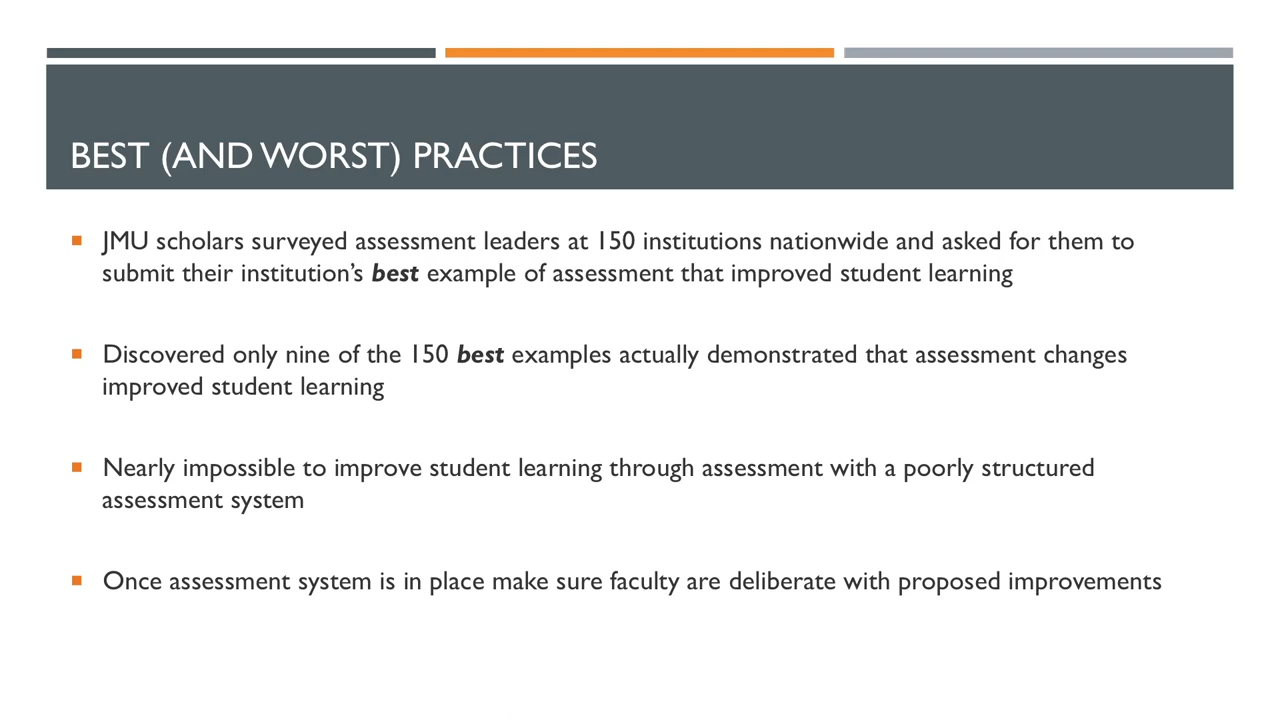 BEST (AND WORST) PRACTICES
JMU scholars surveyed assessment leaders at 150 institutions nationwide and asked for them to
submit their institution’s best example of assessment that improved student learning
Discovered only nine of the 150 best examples actually demonstrated that assessment changes
improved student learning
Nearly impossible to improve student learning through assessment with a poorly structured
assessment system
Once assessment system is in place make sure faculty are deliberate with proposed improvements